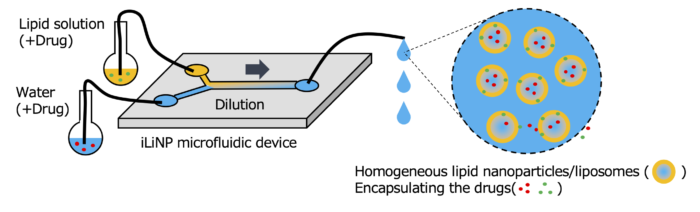 Lipid solution
(+Drug)
Water
(+Drug)
Dilution
iLiNP microfluidic device
Homogeneous lipid nanoparticles/liposomes ( )
Encapsulating the drugs( , )